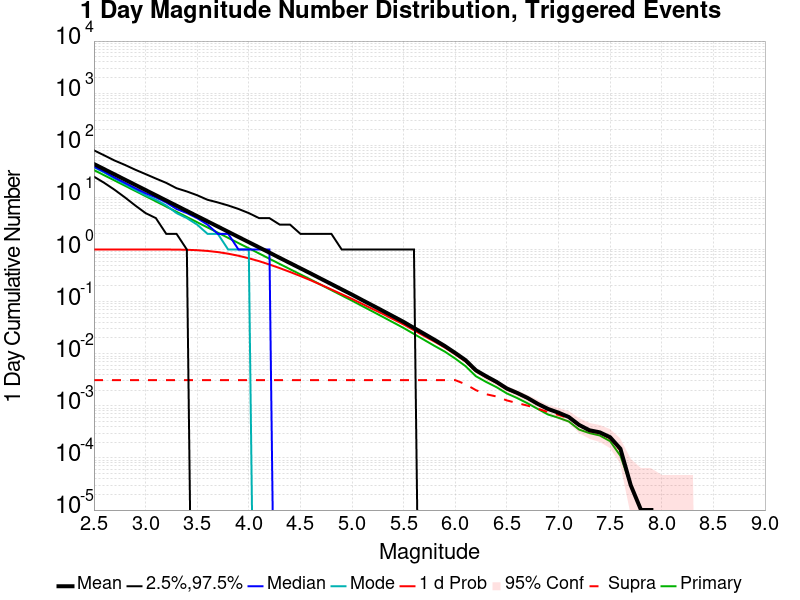 1 Day Magnitude Number Distribution, Triggered Events
1 Day Cumulative Number
10^4
10^3
10^2
10^1
10^0
10^-1
10^-2
10^-3
10^-4
10^-5
2.5 3.0 3.5 4.0 4.5 5.0 5.5 6.0 6.5 7.0 7.5 8.0 8.5 9.0
Magnitude
Mean 2.5%,97.5% Median Mode 1 d Prob 95% Conf Supra Primary